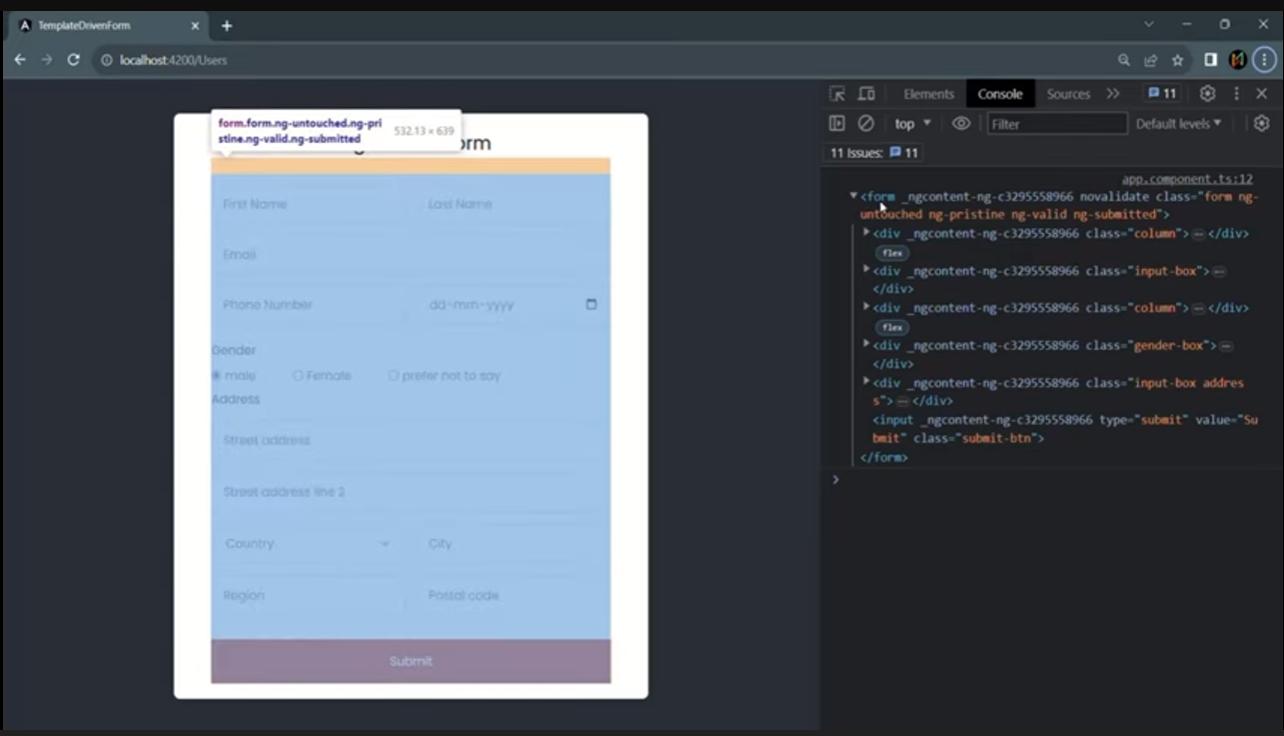 TemplateDrivenForm
localhost:4200/Users
form.form.ng-untouched.ng-pri
stine.ng-valid.ng-submitted
532.13 × 639
orm
First Name
Last Name
Email
Phone Number
dd-mm-yyyy
Gender
male
Female
prefer not to say
Address
Street address
Street address line 2
Country
City
Region
Postal code
Submit
Elements Console Sources 11
top Filter Default levels
11 Issues: 11
app.component.ts:12
<form _ngcontent-ng-c3295558966 novalidate class="form ng-
untouched ng-pristine ng-valid ng-submitted">
<div _ngcontent-ng-c3295558966 class="column"> … </div>
flex
<div _ngcontent-ng-c3295558966 class="input-box"> …
</div>
<div _ngcontent-ng-c3295558966 class="column"> … </div>
flex
<div _ngcontent-ng-c3295558966 class="gender-box"> …
</div>
<div _ngcontent-ng-c3295558966 class="input-box addres
s"> … </div>
<input _ngcontent-ng-c3295558966 type="submit" value="Su
bmit" class="submit-btn">
</form>